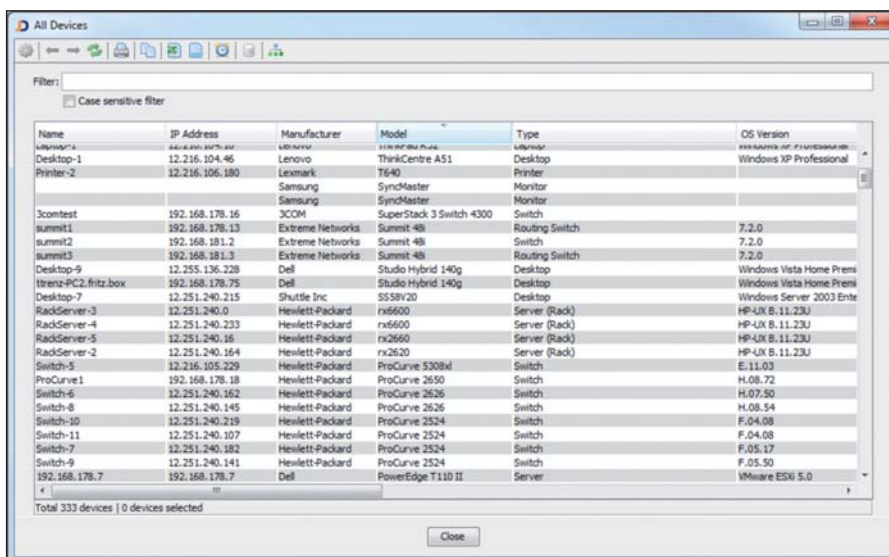 All Devices
Filter:
Case sensitive filter
Name IP Address Manufacturer Model Type OS Version
Laptop-1 12.216.104.10 Lenovo ThinkPad R52 Laptop Windows XP Professional
Desktop-1 12.216.104.46 Lenovo ThinkCentre A51 Desktop Windows XP Professional
Printer-2 12.216.106.180 Lexmark T640 Printer
Samsung SyncMaster Monitor
Samsung SyncMaster Monitor
3comtest 192.168.178.16 3COM SuperStack 3 Switch 4300 Switch
summit1 192.168.178.13 Extreme Networks Summit 48i Routing Switch 7.2.0
summit2 192.168.181.2 Extreme Networks Summit 48i Switch 7.2.0
summit3 192.168.181.3 Extreme Networks Summit 48i Routing Switch 7.2.0
Desktop-9 12.255.136.228 Dell Studio Hybrid 140g Desktop Windows Vista Home Premi
ttrenz-PC2.fritz.box 192.168.178.75 Dell Studio Hybrid 140g Desktop Windows Vista Home Premi
Desktop-7 12.251.240.215 Shuttle Inc SS58V20 Desktop Windows Server 2003 Ente
RackServer-3 12.251.240.0 Hewlett-Packard rx6600 Server (Rack) HP-UX B.11.23U
RackServer-4 12.251.240.233 Hewlett-Packard rx6600 Server (Rack) HP-UX B.11.23U
RackServer-5 12.251.240.16 Hewlett-Packard rx2660 Server (Rack) HP-UX B.11.23U
RackServer-2 12.251.240.164 Hewlett-Packard rx2620 Server (Rack) HP-UX B.11.23U
Switch-5 12.216.105.229 Hewlett-Packard ProCurve 5308xl Switch E.11.03
ProCurve1 192.168.178.18 Hewlett-Packard ProCurve 2650 Switch H.08.72
Switch-6 12.251.240.162 Hewlett-Packard ProCurve 2626 Switch H.07.50
Switch-8 12.251.240.145 Hewlett-Packard ProCurve 2626 Switch H.08.54
Switch-10 12.251.240.219 Hewlett-Packard ProCurve 2524 Switch F.04.08
Switch-11 12.251.240.107 Hewlett-Packard ProCurve 2524 Switch F.04.08
Switch-7 12.251.240.182 Hewlett-Packard ProCurve 2524 Switch F.05.17
Switch-9 12.251.240.141 Hewlett-Packard ProCurve 2524 Switch F.05.50
192.168.178.7 192.168.178.7 Dell PowerEdge T110 II Server VMware ESXi 5.0
Total 333 devices | 0 devices selected
Close